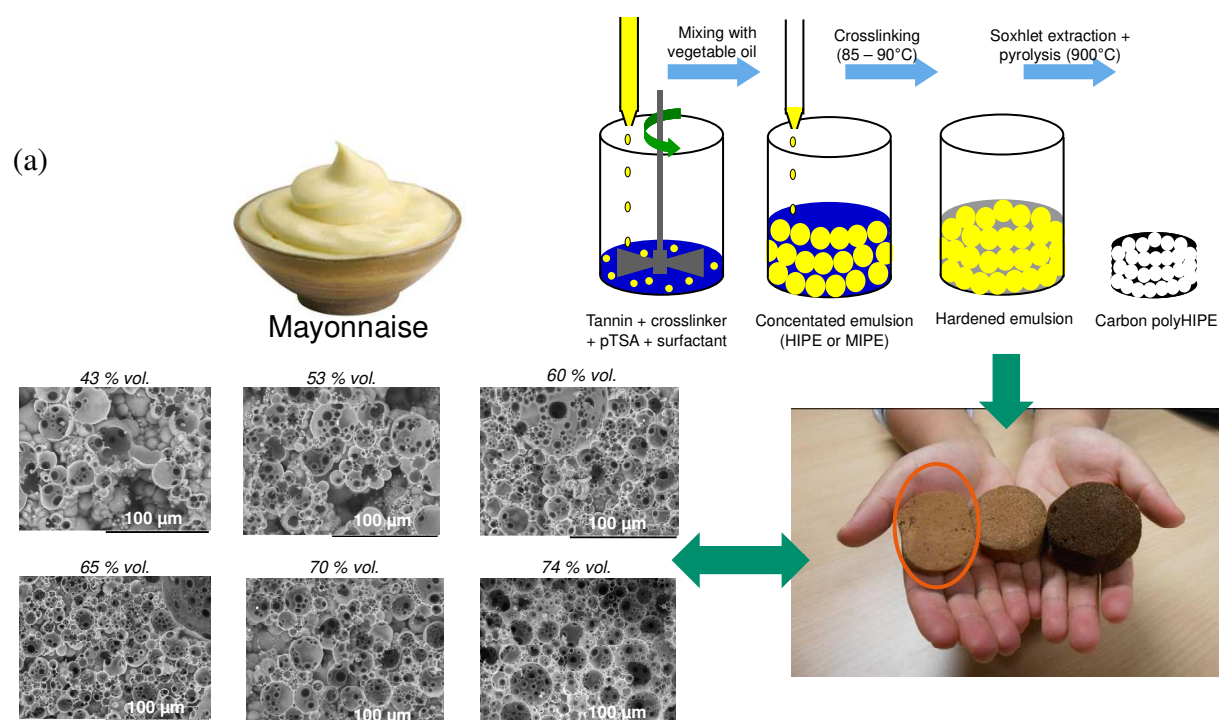 (a)
Mayonnaise
Mixing with
vegetable oil
Crosslinking
(85 – 90°C)
Soxhlet extraction +
pyrolysis (900°C)
Tannin + crosslinker
+ pTSA + surfactant
Concentated emulsion
(HIPE or MIPE)
Hardened emulsion
Carbon polyHIPE
43 % vol.
53 % vol.
60 % vol.
100 µm
100 µm
100 µm
65 % vol.
70 % vol.
74 % vol.
100 µm
100 µm
100 µm